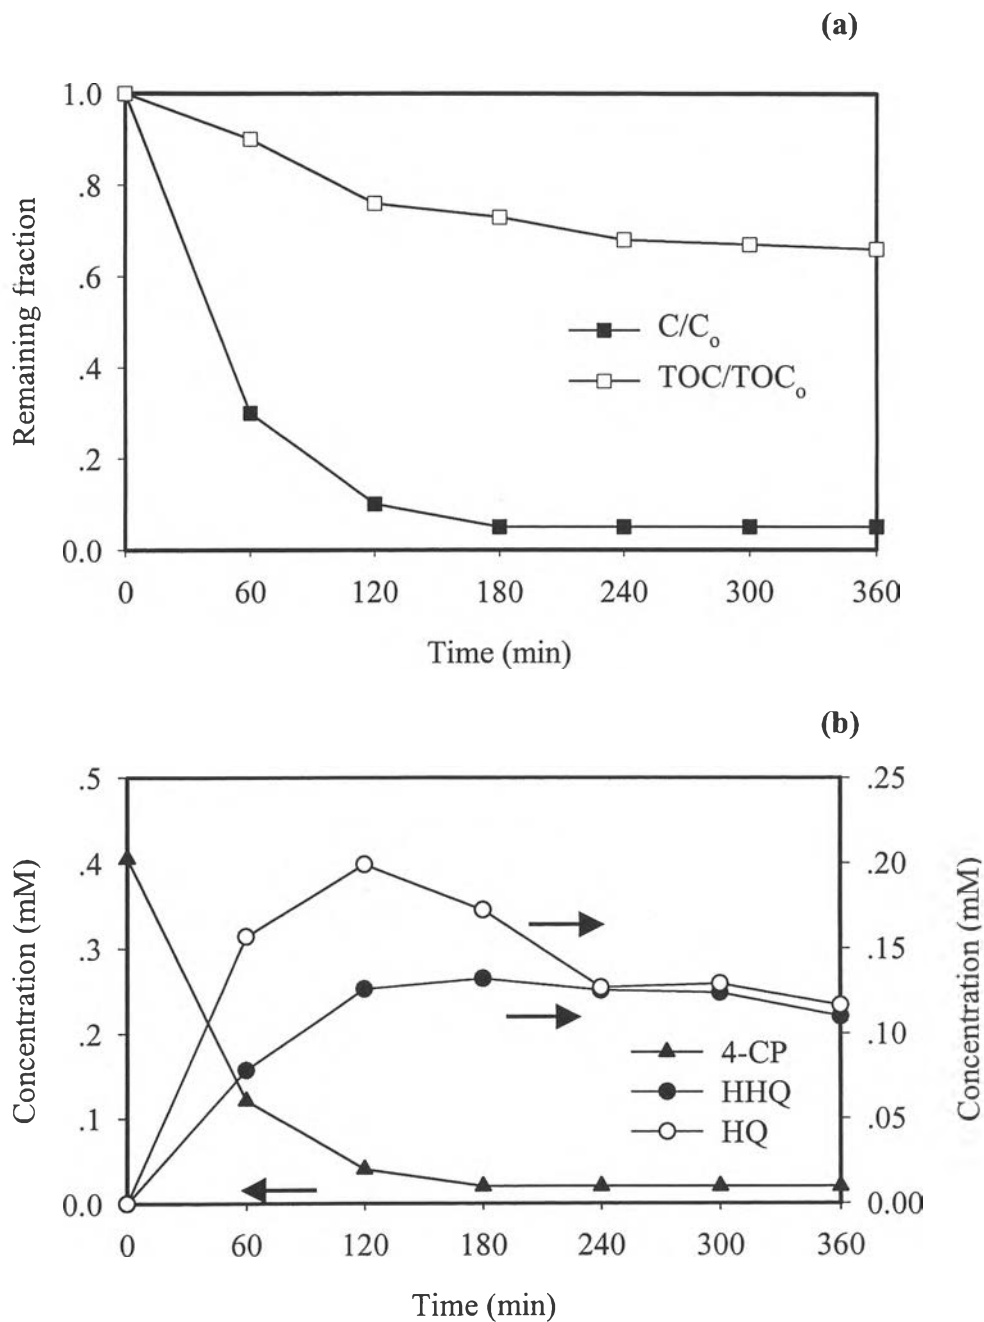 (a)
1.0
.8
.6
.4
.2
0.0
Remaining fraction
C/Co
TOC/TOCo
0 60 120 180 240 300 360
Time (min)
(b)
.5
.4
.3
.2
.1
0.0
Concentration (mM)
.25
.20
.15
.10
.05
0.00
Concentration (mM)
4-CP
HHQ
HQ
0 60 120 180 240 300 360
Time (min)